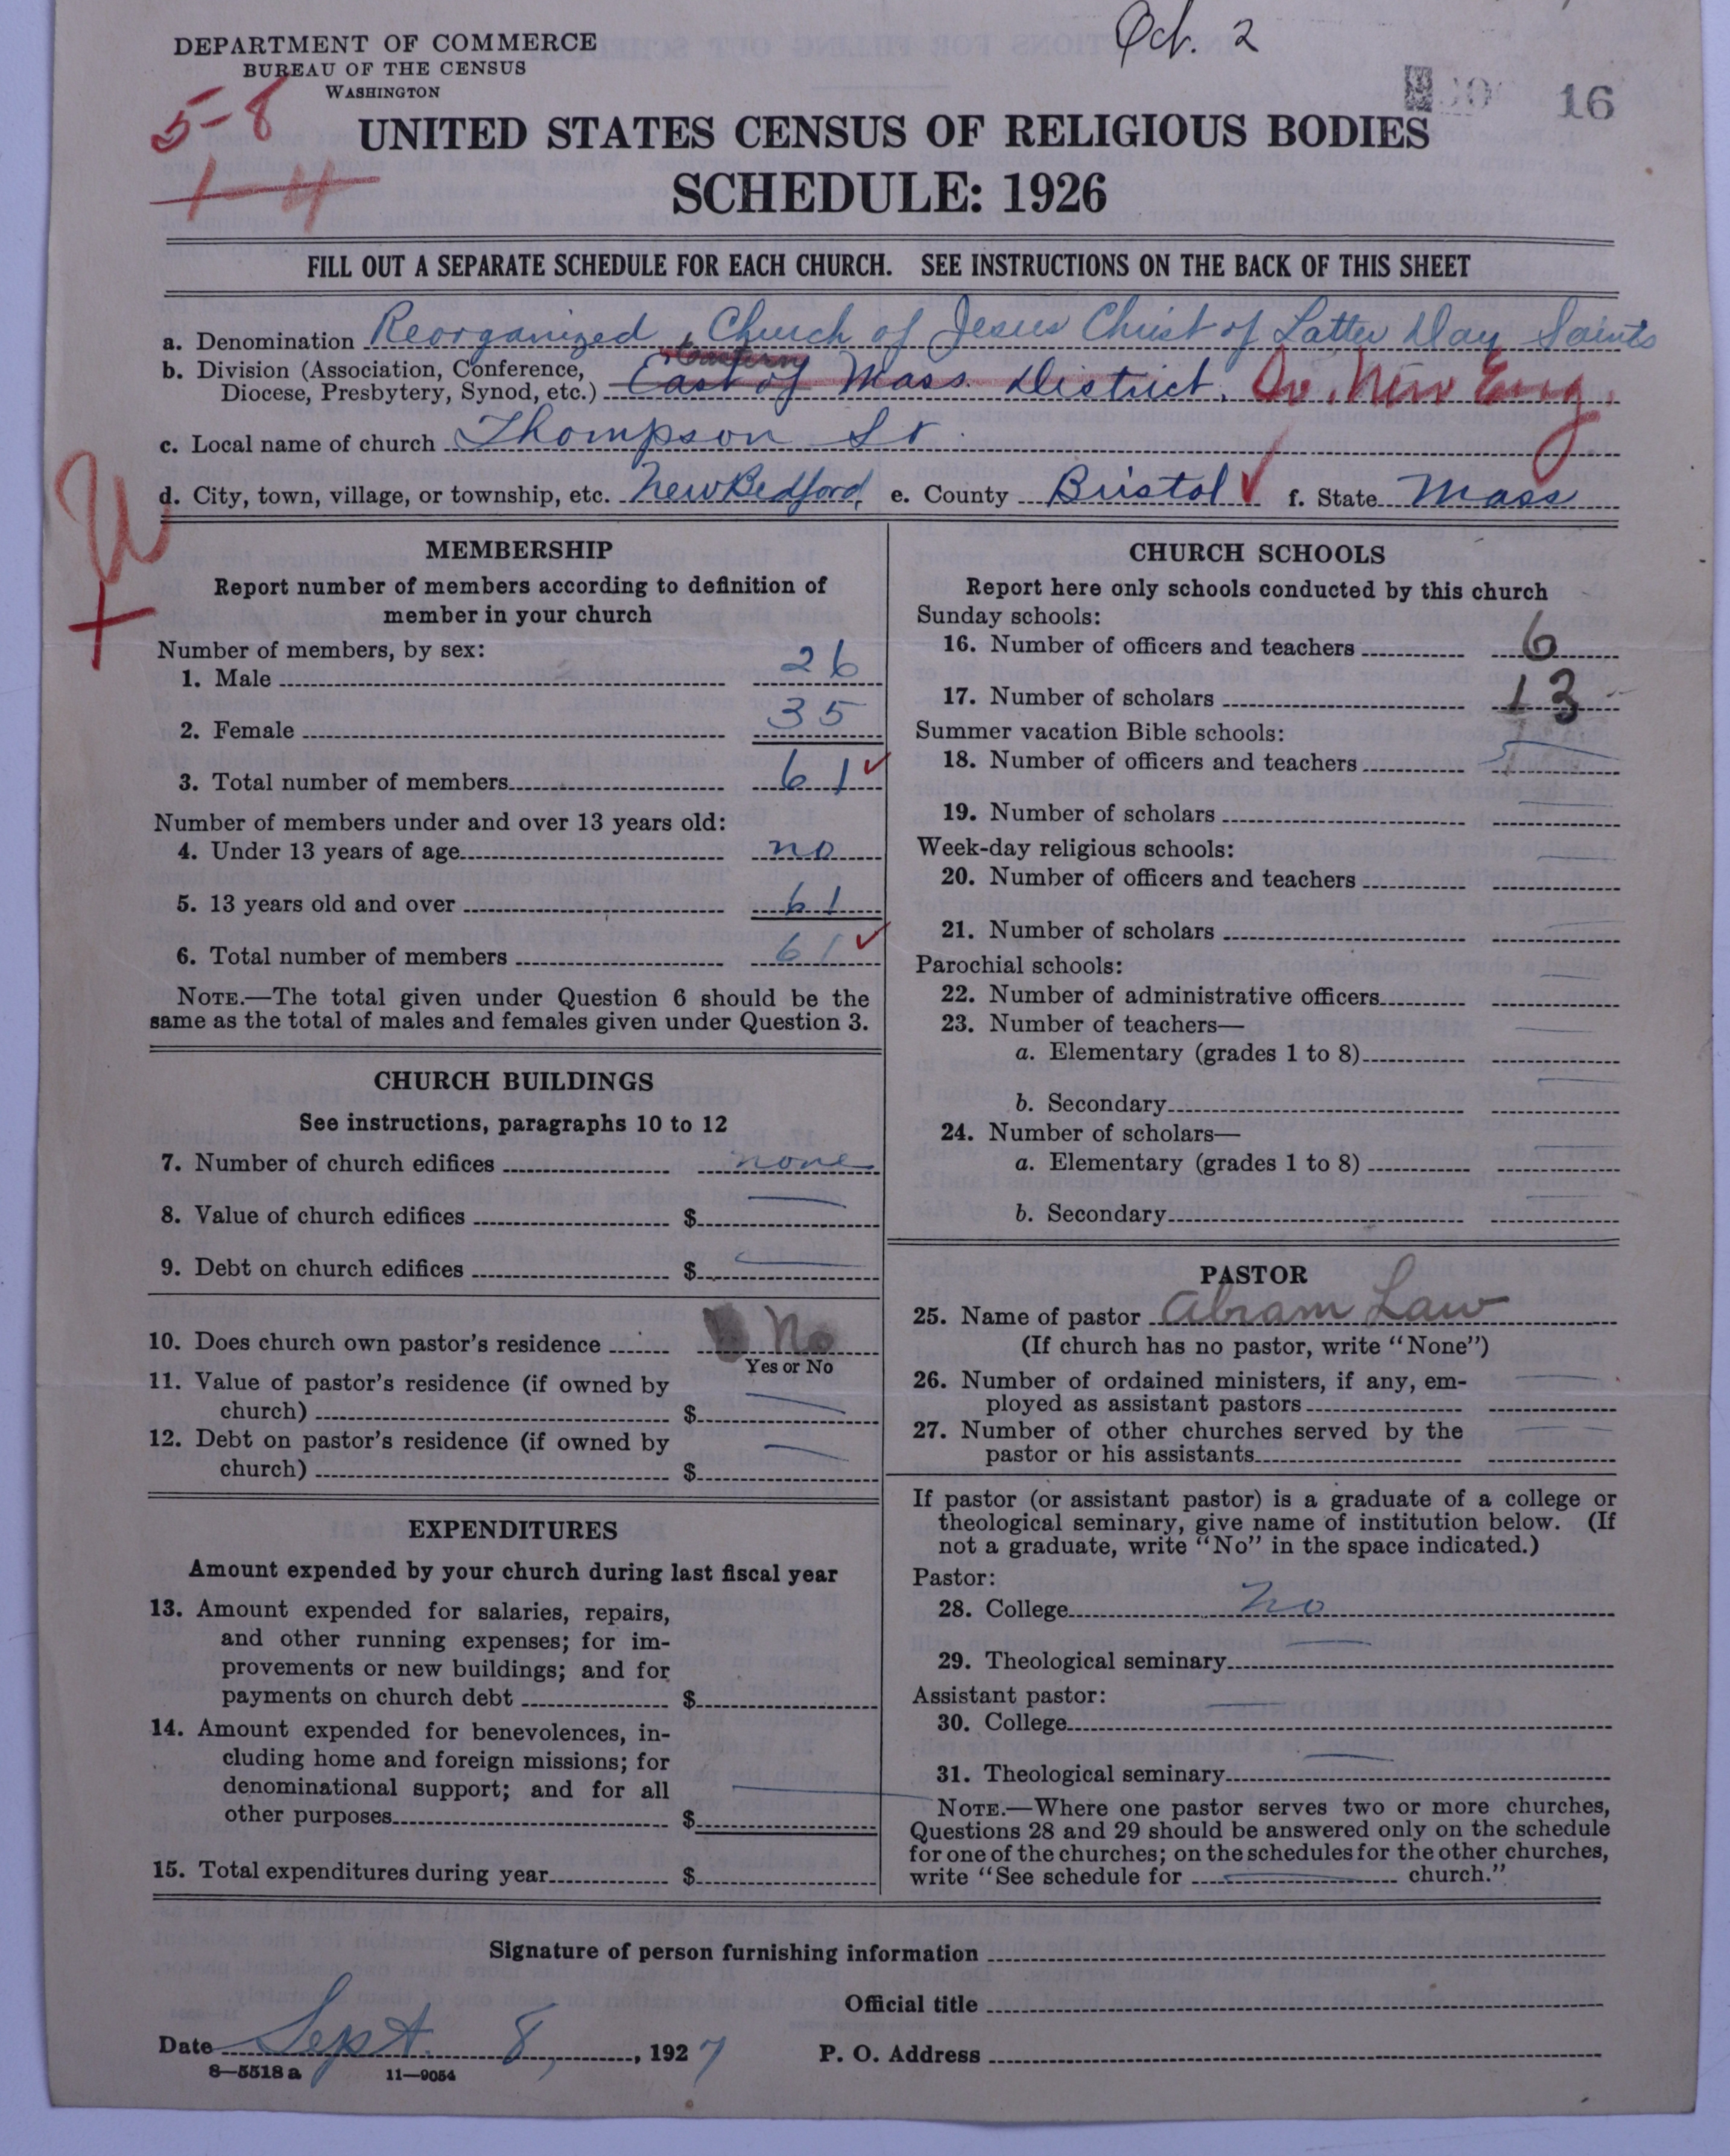 Oct. 2
DEPARTMENT OF COMMERCE
BUREAU OF THE CENSUS
WASHINGTON
16
5-8
1-4
UNITED STATES CENSUS OF RELIGIOUS BODIES
SCHEDULE: 1926
FILL OUT A SEPARATE SCHEDULE FOR EACH CHURCH. SEE INSTRUCTIONS ON THE BACK OF THIS SHEET
a. Denomination Reorganized Church of Jesus Christ of Latter Day Saints
b. Division (Association, Conference,
Diocese, Presbytery, Synod, etc.) East of Mass. District. So. New Eng.
c. Local name of church Thompson St.
d. City, town, village, or township, etc. New Bedford e. County Bristol f. State Mass
MEMBERSHIP
Report number of members according to definition of
member in your church
Number of members, by sex:
1. Male 26
2. Female 35
3. Total number of members 61
Number of members under and over 13 years old:
4. Under 13 years of age no
5. 13 years old and over 61
6. Total number of members 61
NOTE.—The total given under Question 6 should be the
same as the total of males and females given under Question 3.
CHURCH BUILDINGS
See instructions, paragraphs 10 to 12
7. Number of church edifices none
8. Value of church edifices $
9. Debt on church edifices $
10. Does church own pastor's residence No
Yes or No
11. Value of pastor's residence (if owned by
church) $
12. Debt on pastor's residence (if owned by
church) $
EXPENDITURES
Amount expended by your church during last fiscal year
13. Amount expended for salaries, repairs,
and other running expenses; for im-
provements or new buildings; and for
payments on church debt $
14. Amount expended for benevolences, in-
cluding home and foreign missions; for
denominational support; and for all
other purposes $
15. Total expenditures during year $
CHURCH SCHOOLS
Report here only schools conducted by this church
Sunday schools:
16. Number of officers and teachers 6
17. Number of scholars 13
Summer vacation Bible schools:
18. Number of officers and teachers
19. Number of scholars
Week-day religious schools:
20. Number of officers and teachers
21. Number of scholars
Parochial schools:
22. Number of administrative officers
23. Number of teachers—
a. Elementary (grades 1 to 8)
b. Secondary
24. Number of scholars—
a. Elementary (grades 1 to 8)
b. Secondary
PASTOR
25. Name of pastor Abram Law
(If church has no pastor, write "None")
26. Number of ordained ministers, if any, em-
ployed as assistant pastors
27. Number of other churches served by the
pastor or his assistants
If pastor (or assistant pastor) is a graduate of a college or
theological seminary, give name of institution below. (If
not a graduate, write "No" in the space indicated.)
Pastor:
28. College no
29. Theological seminary
Assistant pastor:
30. College
31. Theological seminary
NOTE.—Where one pastor serves two or more churches,
Questions 28 and 29 should be answered only on the schedule
for one of the churches; on the schedules for the other churches,
write "See schedule for church."
Signature of person furnishing information
Official title
Date Sept. 8, 1927 P. O. Address
8—5518 a 11—9054